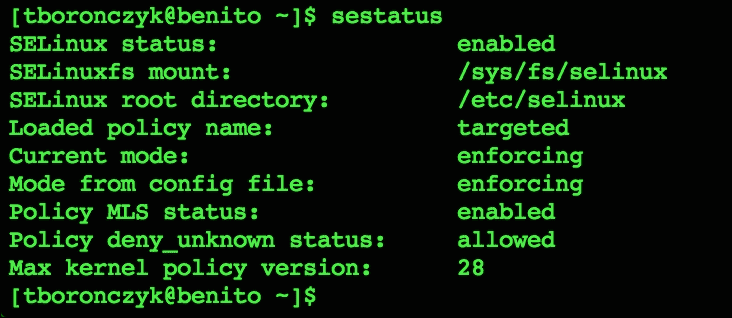 [tboronczyk@benito ~]$ sestatus
SELinux status: enabled
SELinuxfs mount: /sys/fs/selinux
SELinux root directory: /etc/selinux
Loaded policy name: targeted
Current mode: enforcing
Mode from config file: enforcing
Policy MLS status: enabled
Policy deny_unknown status: allowed
Max kernel policy version: 28
[tboronczyk@benito ~]$